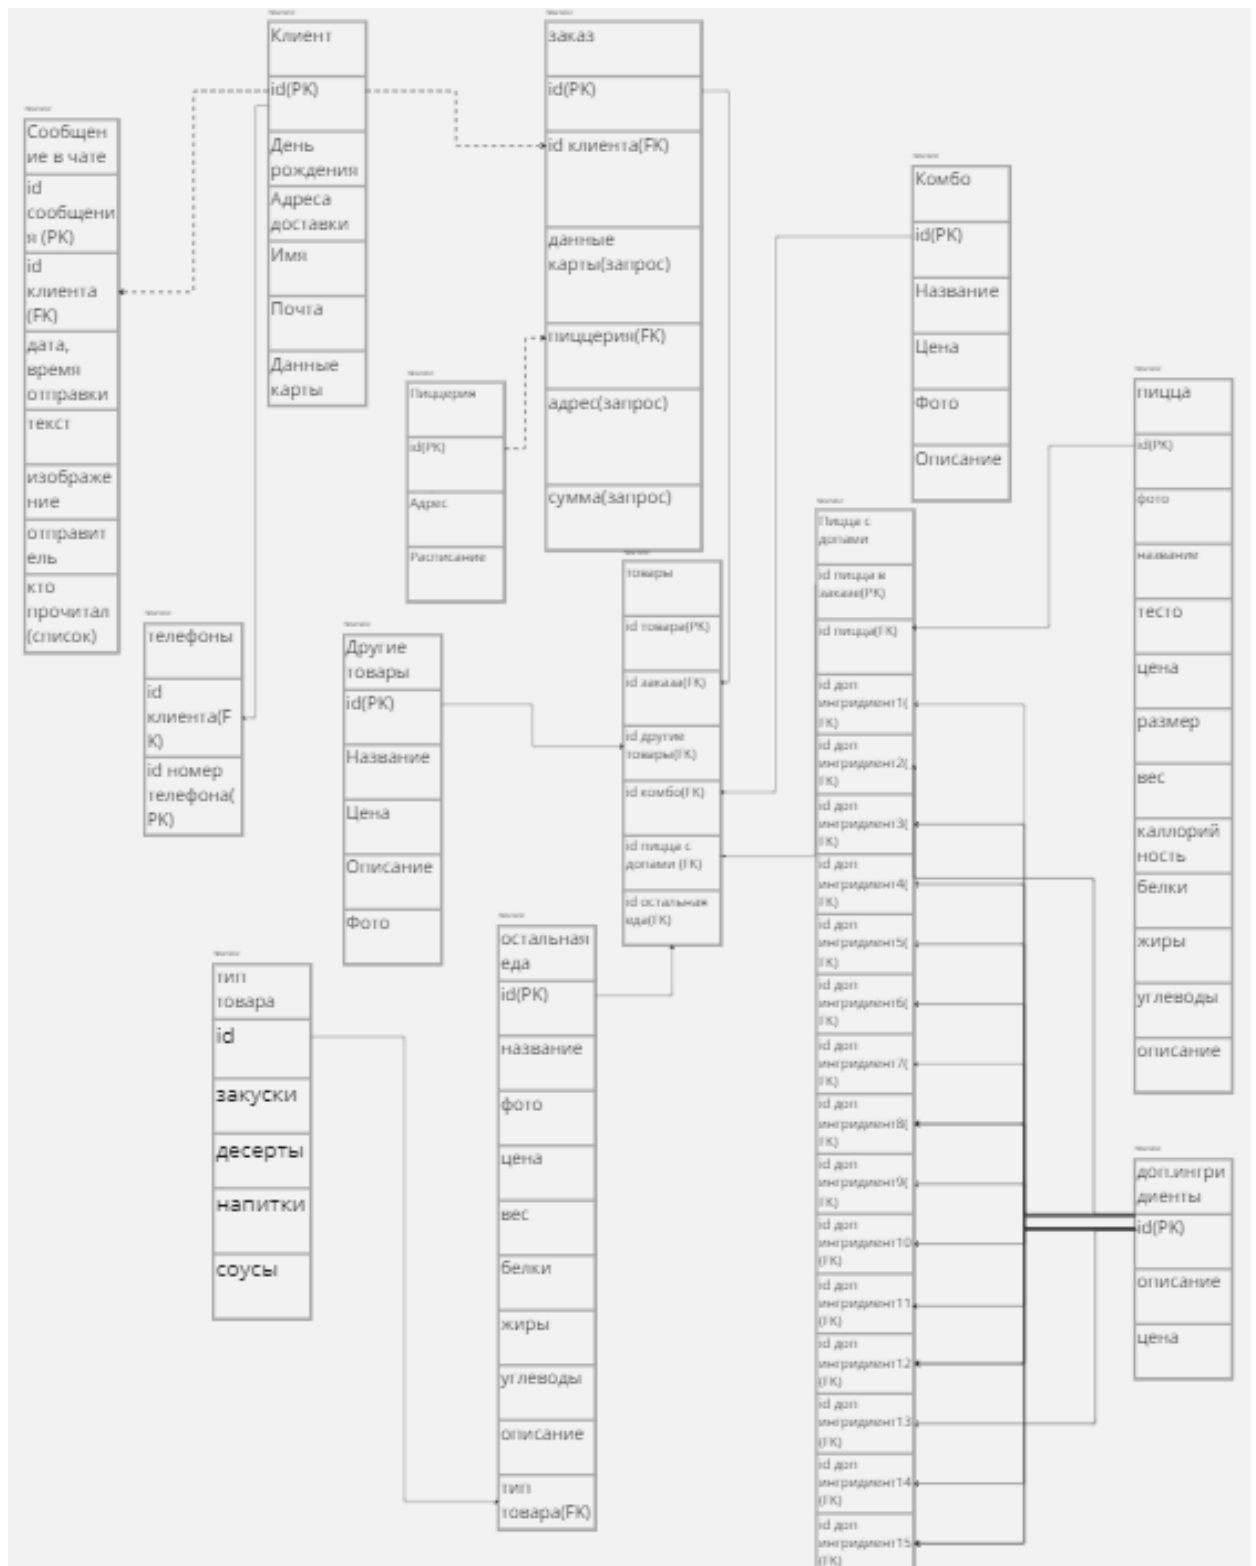 Клиент
id(PK)
День
рождения
Адреса
доставки
Имя
Почта
Данные
карты
заказ
id(PK)
id клиента(FK)
данные
карты(запрос)
пиццерия(FK)
адрес(запрос)
сумма(запрос)
Сообщен
ие в чате
id
сообщени
я (PK)
id
клиента
(FK)
дата,
время
отправки
текст
изображе
ние
отправит
ель
кто
прочитал
(список)
Комбо
id(PK)
Название
Цена
Фото
Описание
Пиццерия
id(PK)
Адрес
Расписание
пицца
id(PK)
фото
название
тесто
цена
размер
вес
каллорий
ность
белки
жиры
углеводы
описание
Пицца с
допами
id пицца в
заказе(PK)
id пицца(FK)
id доп
ингридиент1(
FK)
id доп
ингридиент2(
FK)
id доп
ингридиент3(
FK)
id доп
ингридиент4(
FK)
id доп
ингридиент5(
FK)
id доп
ингридиент6(
FK)
id доп
ингридиент7(
FK)
id доп
ингридиент8(
FK)
id доп
ингридиент9(
FK)
id доп
ингридиент10
(FK)
id доп
ингридиент11
(FK)
id доп
ингридиент12
(FK)
id доп
ингридиент13
(FK)
id доп
ингридиент14
(FK)
id доп
ингридиент15
(FK)
товары
id товара(PK)
id заказа(FK)
id другие
товары(FK)
id комбо(FK)
id пицца с
допами (FK)
id остальная
еда(FK)
телефоны
id
клиента(F
K)
id номер
телефона(
PK)
Другие
товары
id(PK)
Название
Цена
Описание
Фото
остальная
еда
id(PK)
название
фото
цена
вес
белки
жиры
углеводы
описание
тип
товара(FK)
тип
товара
id
закуски
десерты
напитки
соусы
доп.ингри
диенты
id(PK)
описание
цена